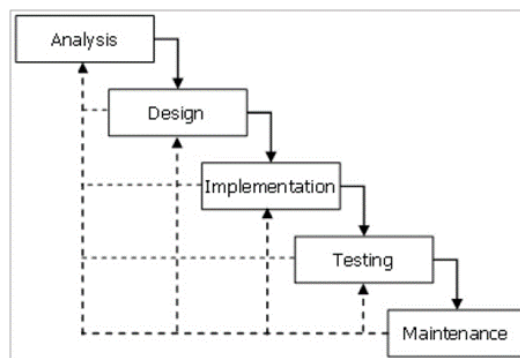 Analysis
Design
Implementation
Testing
Maintenance